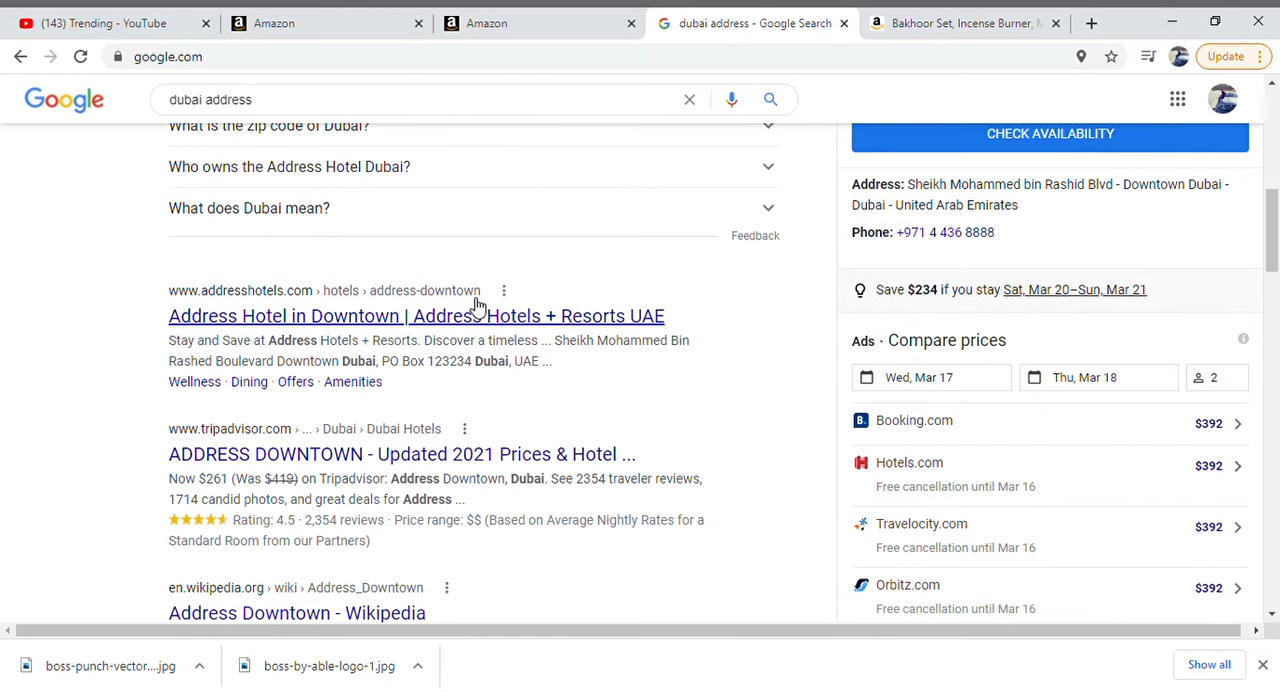 (143) Trending - YouTube
Amazon
Amazon
dubai address - Google Search
Bakhoor Set, Incense Burner,
google.com
Update
Google
dubai address
What is the zip code of Dubai?
Who owns the Address Hotel Dubai?
What does Dubai mean?
Feedback
www.addresshotels.com › hotels › address-downtown
Address Hotel in Downtown | Address Hotels + Resorts UAE
Stay and Save at Address Hotels + Resorts. Discover a timeless ... Sheikh Mohammed Bin
Rashed Boulevard Downtown Dubai, PO Box 123234 Dubai, UAE ...
Wellness · Dining · Offers · Amenities
www.tripadvisor.com › ... › Dubai › Dubai Hotels
ADDRESS DOWNTOWN - Updated 2021 Prices & Hotel ...
Now $261 (Was $419) on Tripadvisor: Address Downtown, Dubai. See 2354 traveler reviews,
1714 candid photos, and great deals for Address ...
Rating: 4.5 · 2,354 reviews · Price range: $$ (Based on Average Nightly Rates for a
Standard Room from our Partners)
en.wikipedia.org › wiki › Address_Downtown
Address Downtown - Wikipedia
CHECK AVAILABILITY
Address: Sheikh Mohammed bin Rashid Blvd - Downtown Dubai -
Dubai - United Arab Emirates
Phone: +971 4 436 8888
Save $234 if you stay Sat, Mar 20–Sun, Mar 21
Ads · Compare prices
Wed, Mar 17
Thu, Mar 18
2
B.
Booking.com
$392
Hotels.com
$392
Free cancellation until Mar 16
Travelocity.com
$392
Free cancellation until Mar 16
Orbitz.com
$392
Free cancellation until Mar 16
boss-punch-vector....jpg
boss-by-able-logo-1.jpg
Show all